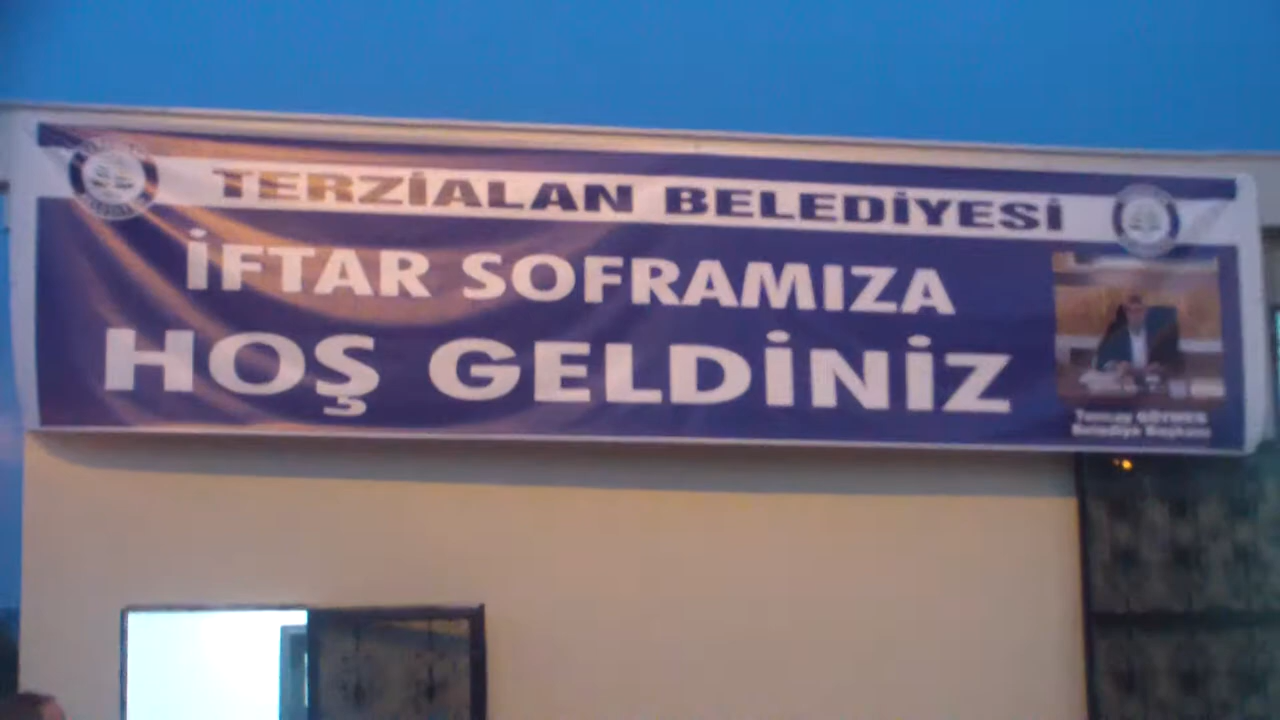 TERZİALAN BELEDİYESİ
İFTAR SOFRAMIZA
HOŞ GELDİNİZ
Belediye Başkanı